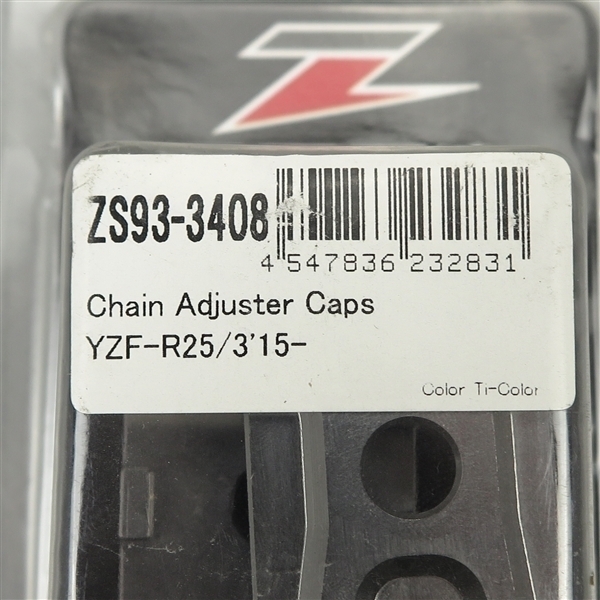 ZS93-3408
4 547836 232831
Chain Adjuster Caps
YZF-R25/3'15-
Color Ti-Color